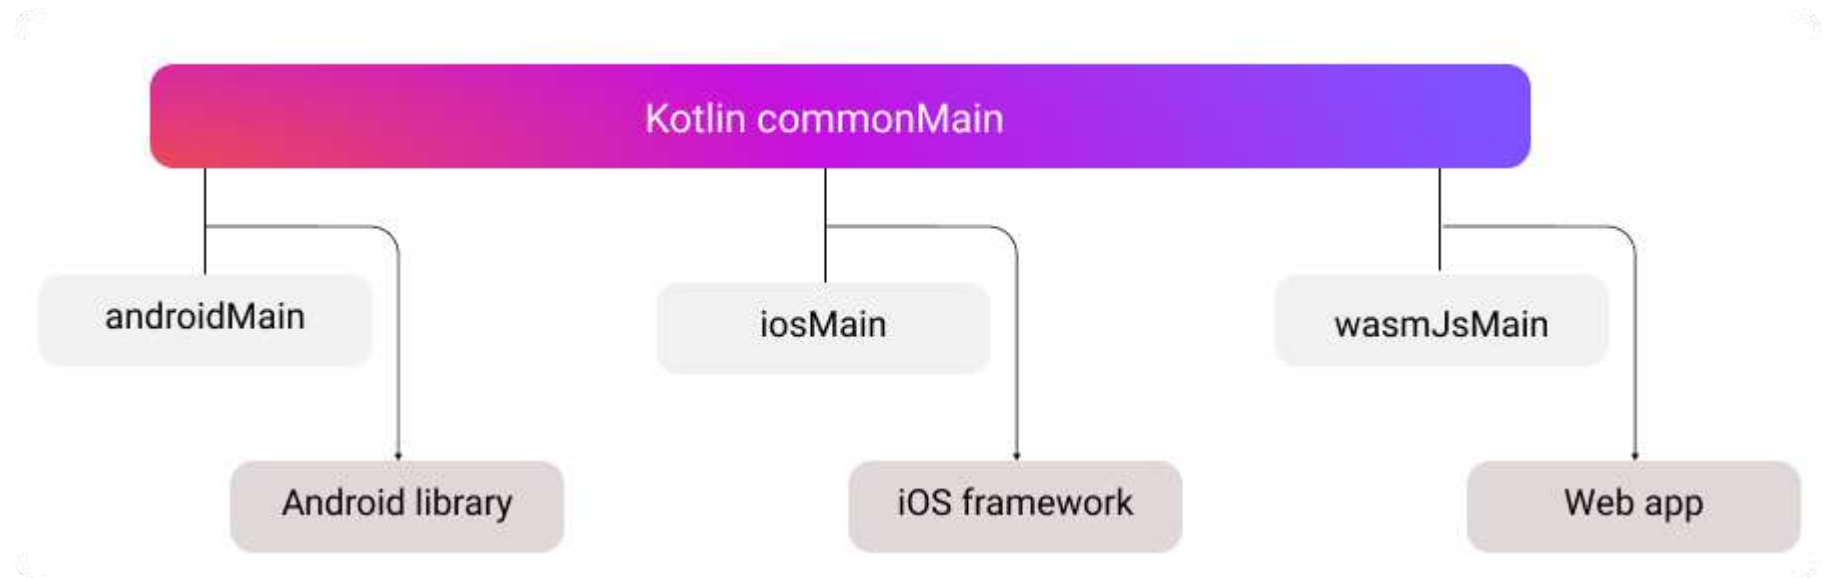 Kotlin commonMain
androidMain
iosMain
wasmJsMain
Android library
iOS framework
Web app